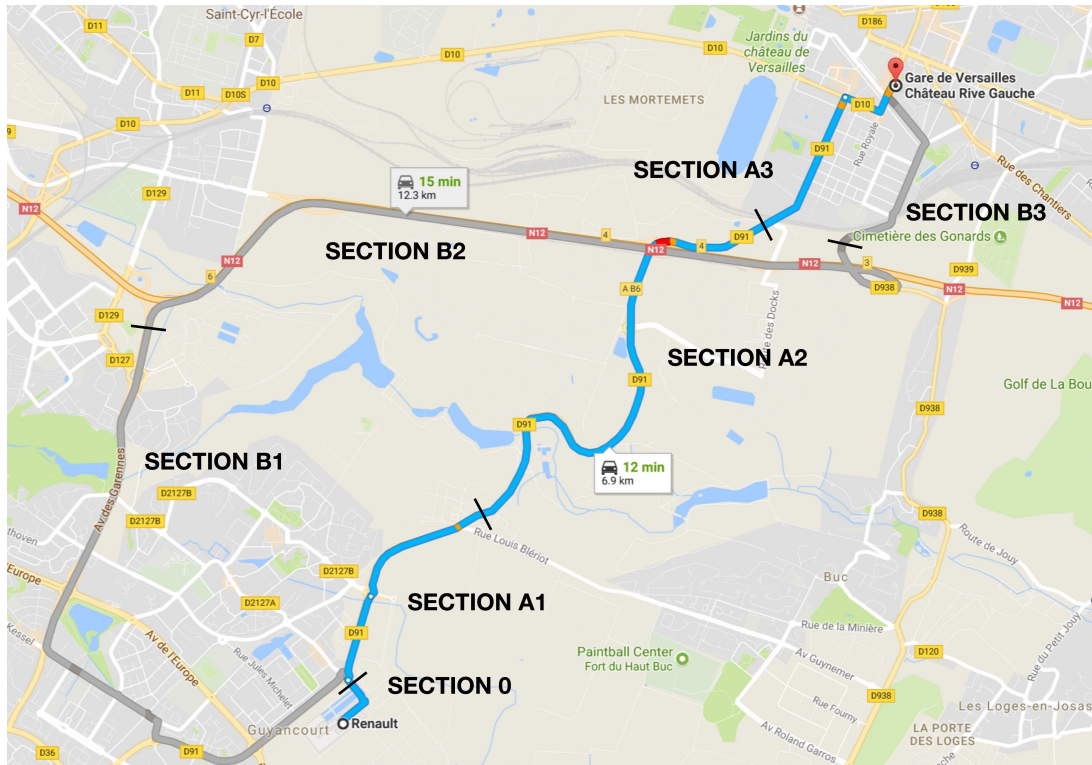 Saint-Cyr-l'École
D11
D7
D186
D10
D10
Jardins du
château de
Versailles
Gare de Versailles
Château Rive Gauche
D10
D11
D10S
LES MORTEMETS
D10
D10
D91
Rue Royale
SECTION A3
Rue des Chantiers
15 min
12.3 km
D129
N12
SECTION B3
SECTION B2
N12
4
D91
4
N12
Cimetière des Gonards
N12
6
N12
3
D939
D938
N12
N12
A B6
D129
D127
SECTION A2
D91
Golf de La Bou
D938
D91
SECTION B1
12 min
6.9 km
Av des Garennes
D2127B
D2127B
D938
Rue Louis Blériot
Route de Jouy
D2127B
Buc
l'Europe
D2127A
SECTION A1
Kessel
Av de l'Europe
D91
Rue de la Minière
Rue du Petit Jouy
Rue Jules Michelet
Paintball Center
Fort du Haut Buc
Av Guynemer
D120
SECTION 0
D938
Rue Fourny
Les Loges-en-Josas
Guyancourt
Renault
Av Roland Garros
LA PORTE
DES LOGES
D36
D91